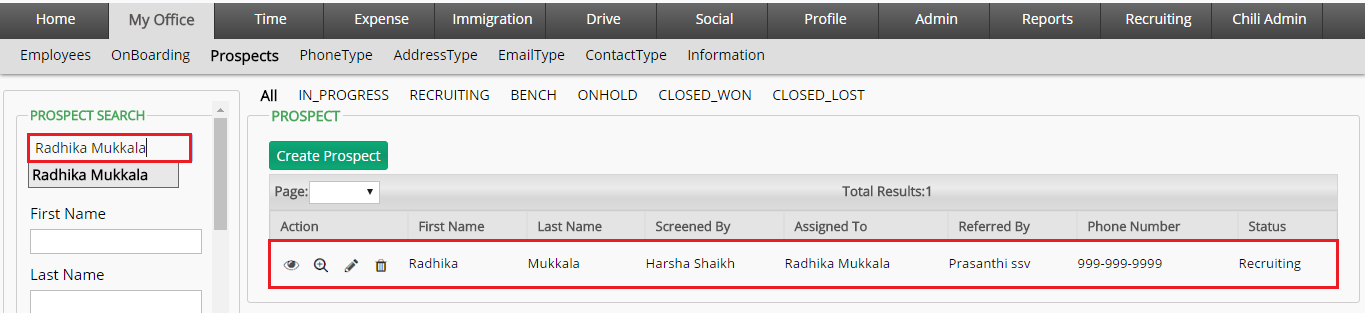 Home My Office Time Expense Immigration Drive Social Profile Admin Reports Recruiting Chili Admin
Employees OnBoarding Prospects PhoneType AddressType EmailType ContactType Information
All IN_PROGRESS RECRUITING BENCH ONHOLD CLOSED_WON CLOSED_LOST
PROSPECT SEARCH
Radhika Mukkala
Radhika Mukkala
First Name
Last Name
PROSPECT
Create Prospect
Page: Total Results:1
Action First Name Last Name Screened By Assigned To Referred By Phone Number Status
Radhika Mukkala Harsha Shaikh Radhika Mukkala Prasanthi ssv 999-999-9999 Recruiting